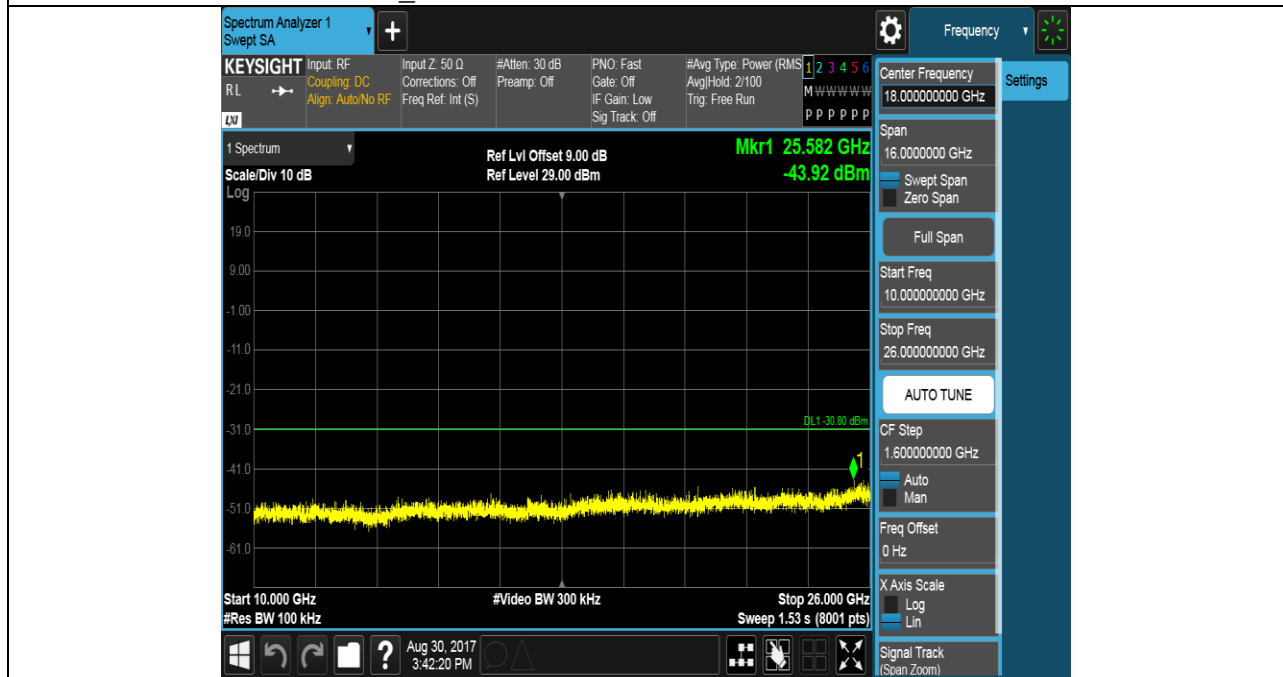 Spectrum Analyzer 1
Swept SA
Frequency
KEYSIGHT
RL
LXI
Input: RF
Coupling: DC
Align: Auto/No RF
Input Z: 50 Ω
Corrections: Off
Freq Ref: Int (S)
#Atten: 30 dB
Preamp: Off
PNO: Fast
Gate: Off
IF Gain: Low
Sig Track: Off
#Avg Type: Power (RMS
Avg|Hold: 2/100
Trig: Free Run
1 2 3 4 5 6
M W W W W W
P P P P P P
1 Spectrum
Scale/Div 10 dB
Ref Lvl Offset 9.00 dB
Ref Level 29.00 dBm
Mkr1 25.582 GHz
-43.92 dBm
Log
19.0
9.00
-1.00
-11.0
-21.0
-31.0
-41.0
-51.0
-61.0
DL1 -30.80 dBm
1
Start 10.000 GHz
#Res BW 100 kHz
#Video BW 300 kHz
Stop 26.000 GHz
Sweep 1.53 s (8001 pts)
Center Frequency
18.000000000 GHz
Settings
Span
16.0000000 GHz
Swept Span
Zero Span
Full Span
Start Freq
10.000000000 GHz
Stop Freq
26.000000000 GHz
AUTO TUNE
CF Step
1.600000000 GHz
Auto
Man
Freq Offset
0 Hz
X Axis Scale
Log
Lin
Signal Track
(Span Zoom)
?
Aug 30, 2017
3:42:20 PM